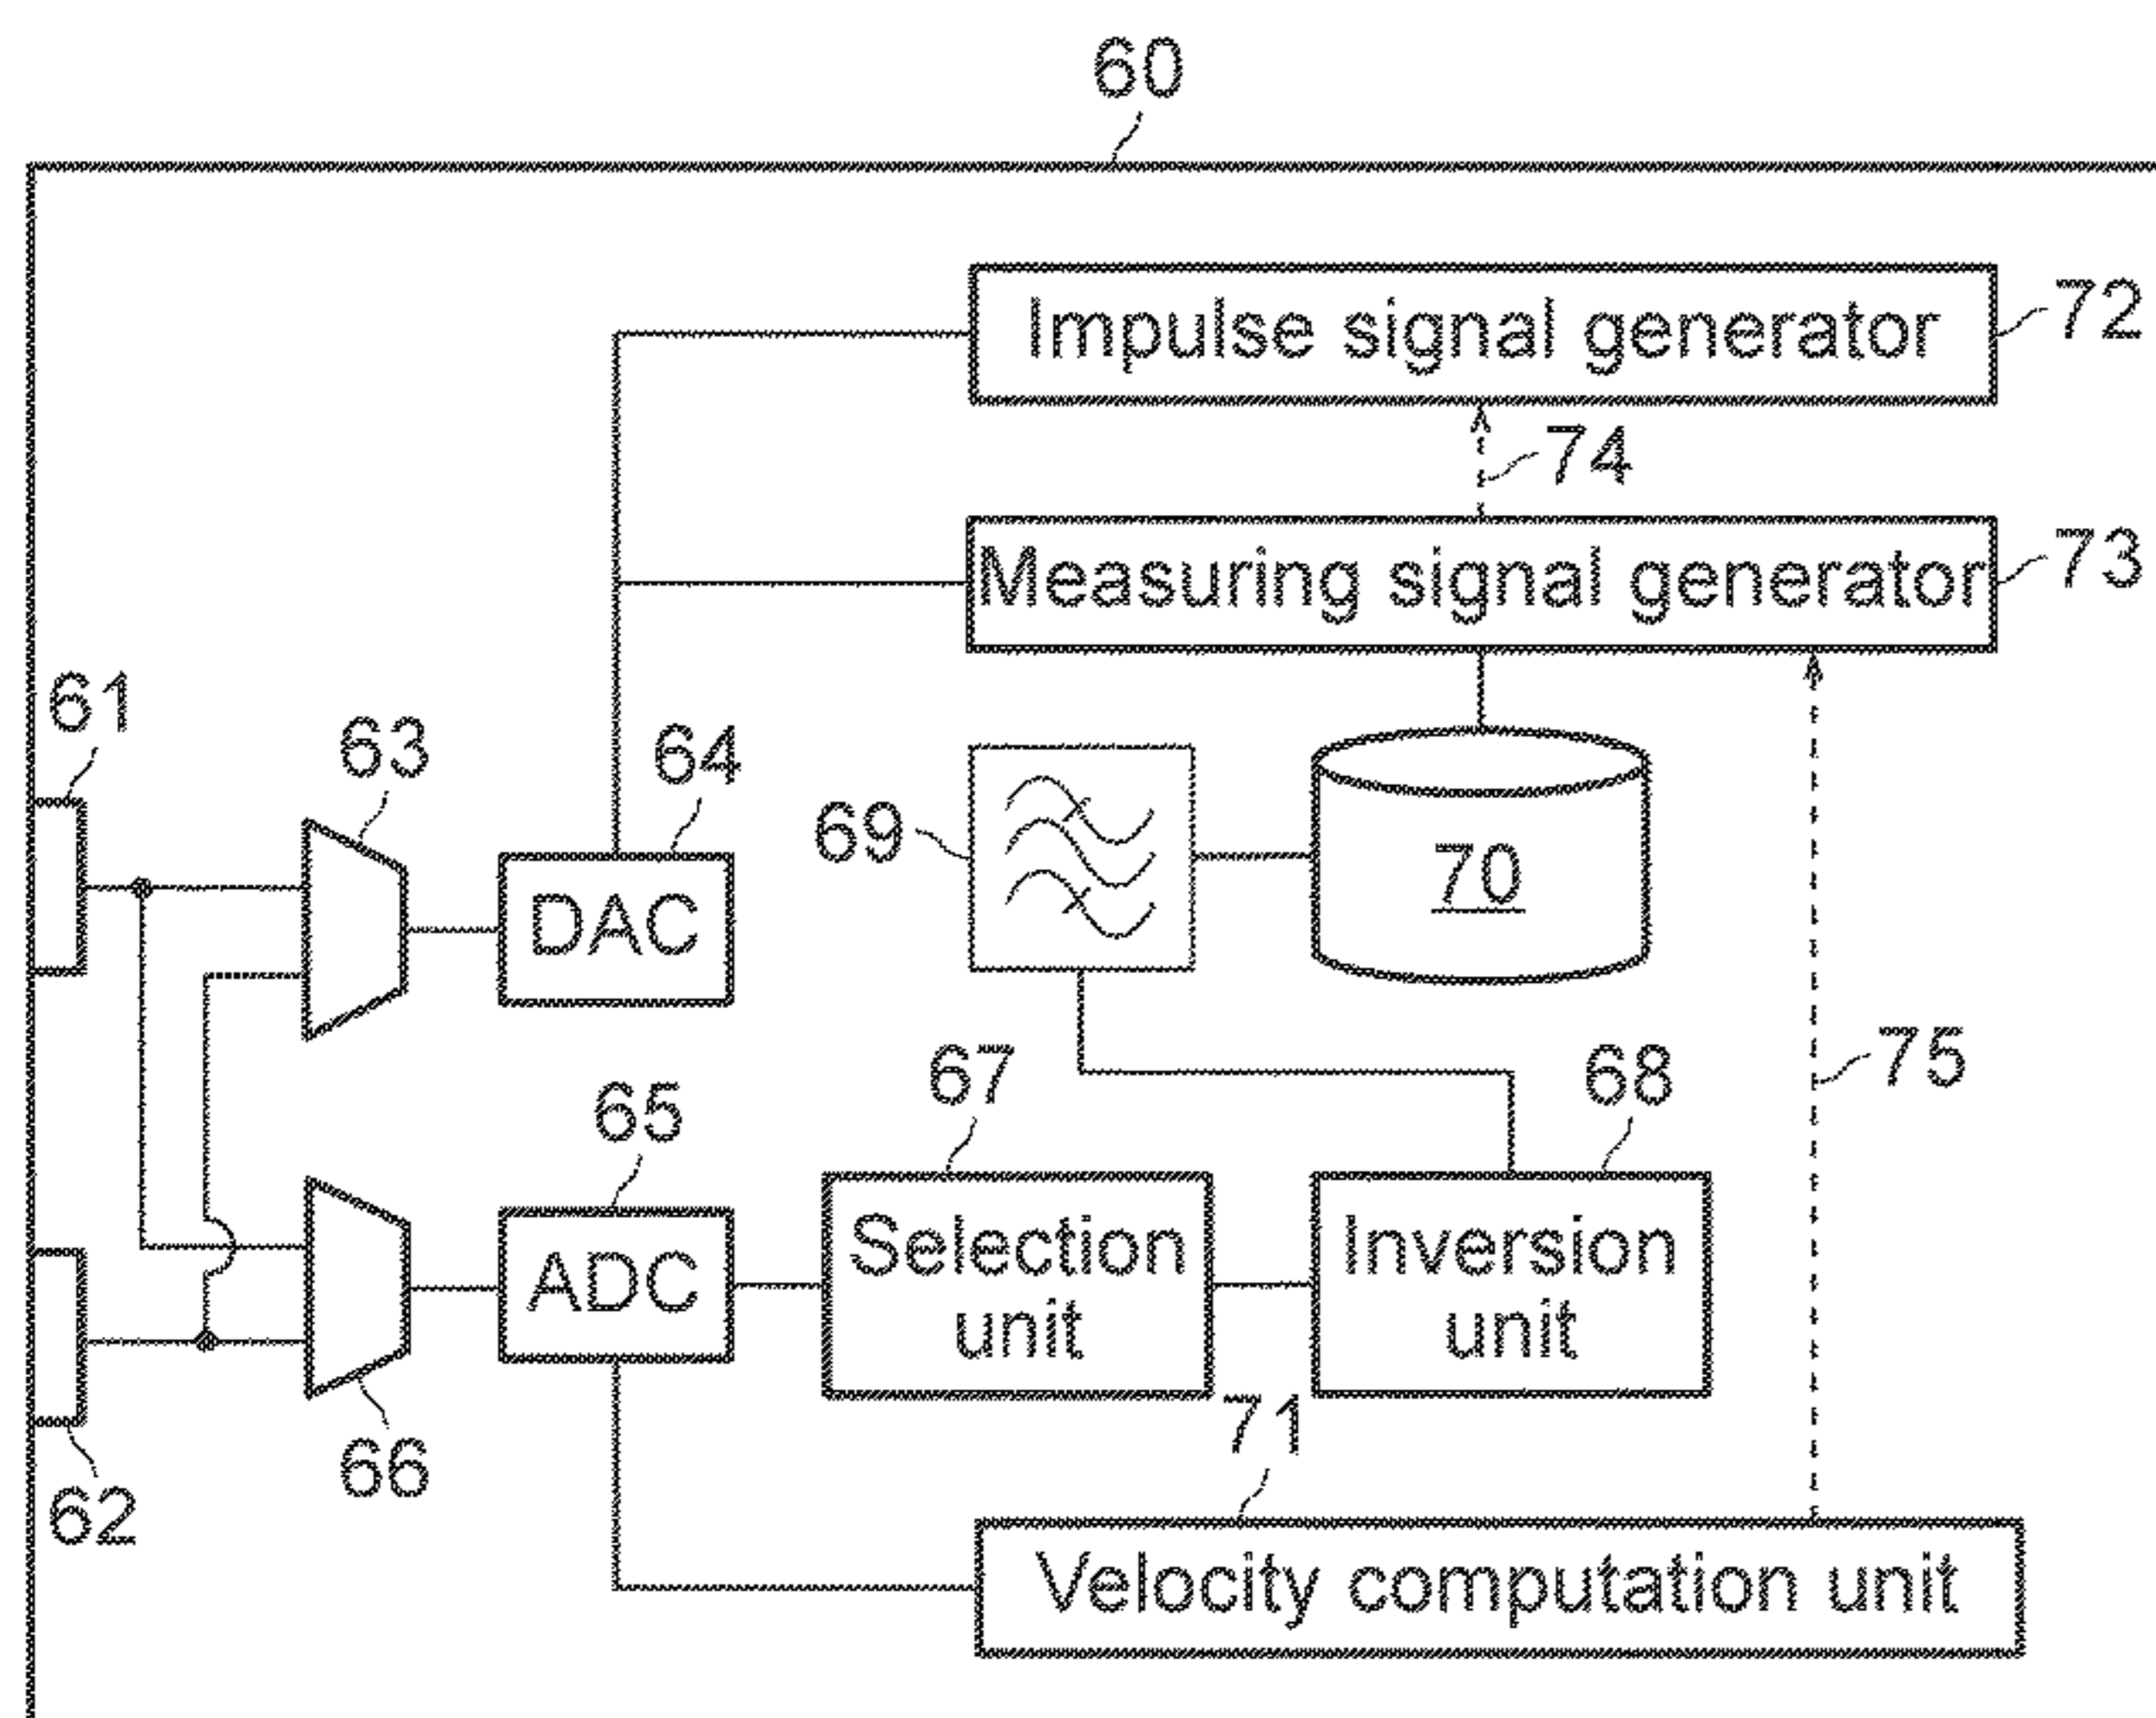 60
Impulse signal generator
72
74
Measuring signal generator
73
61
63
64
69
70
DAC
75
67
68
65
Selection
unit
Inversion
unit
ADC
71
66
62
Velocity computation unit